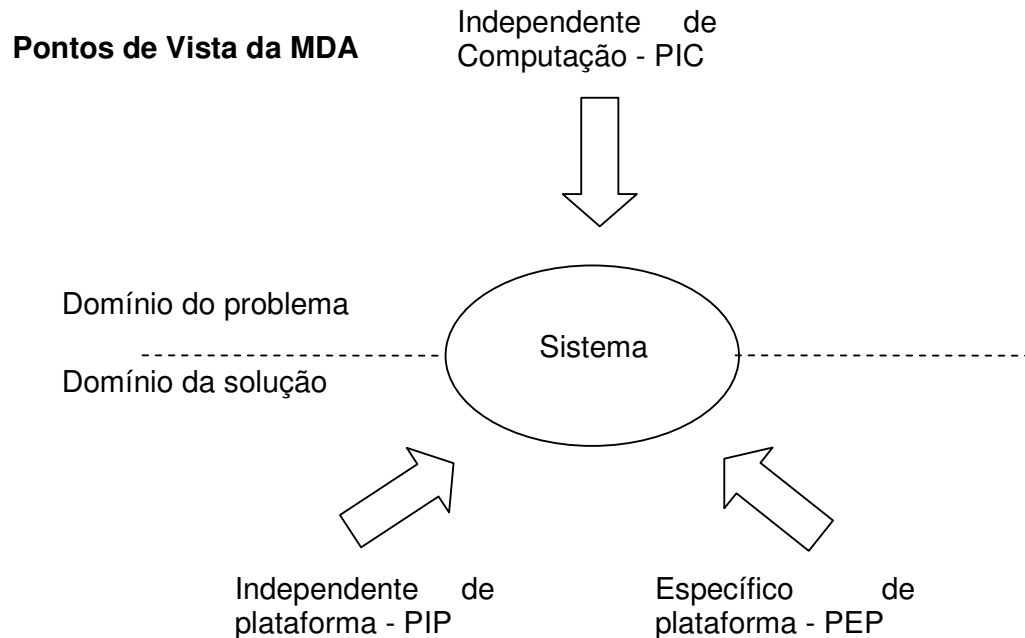 Pontos de Vista da MDA
Independente de
Computação - PIC
Domínio do problema
Sistema
Domínio da solução
Independente de
plataforma - PIP
Específico de
plataforma - PEP